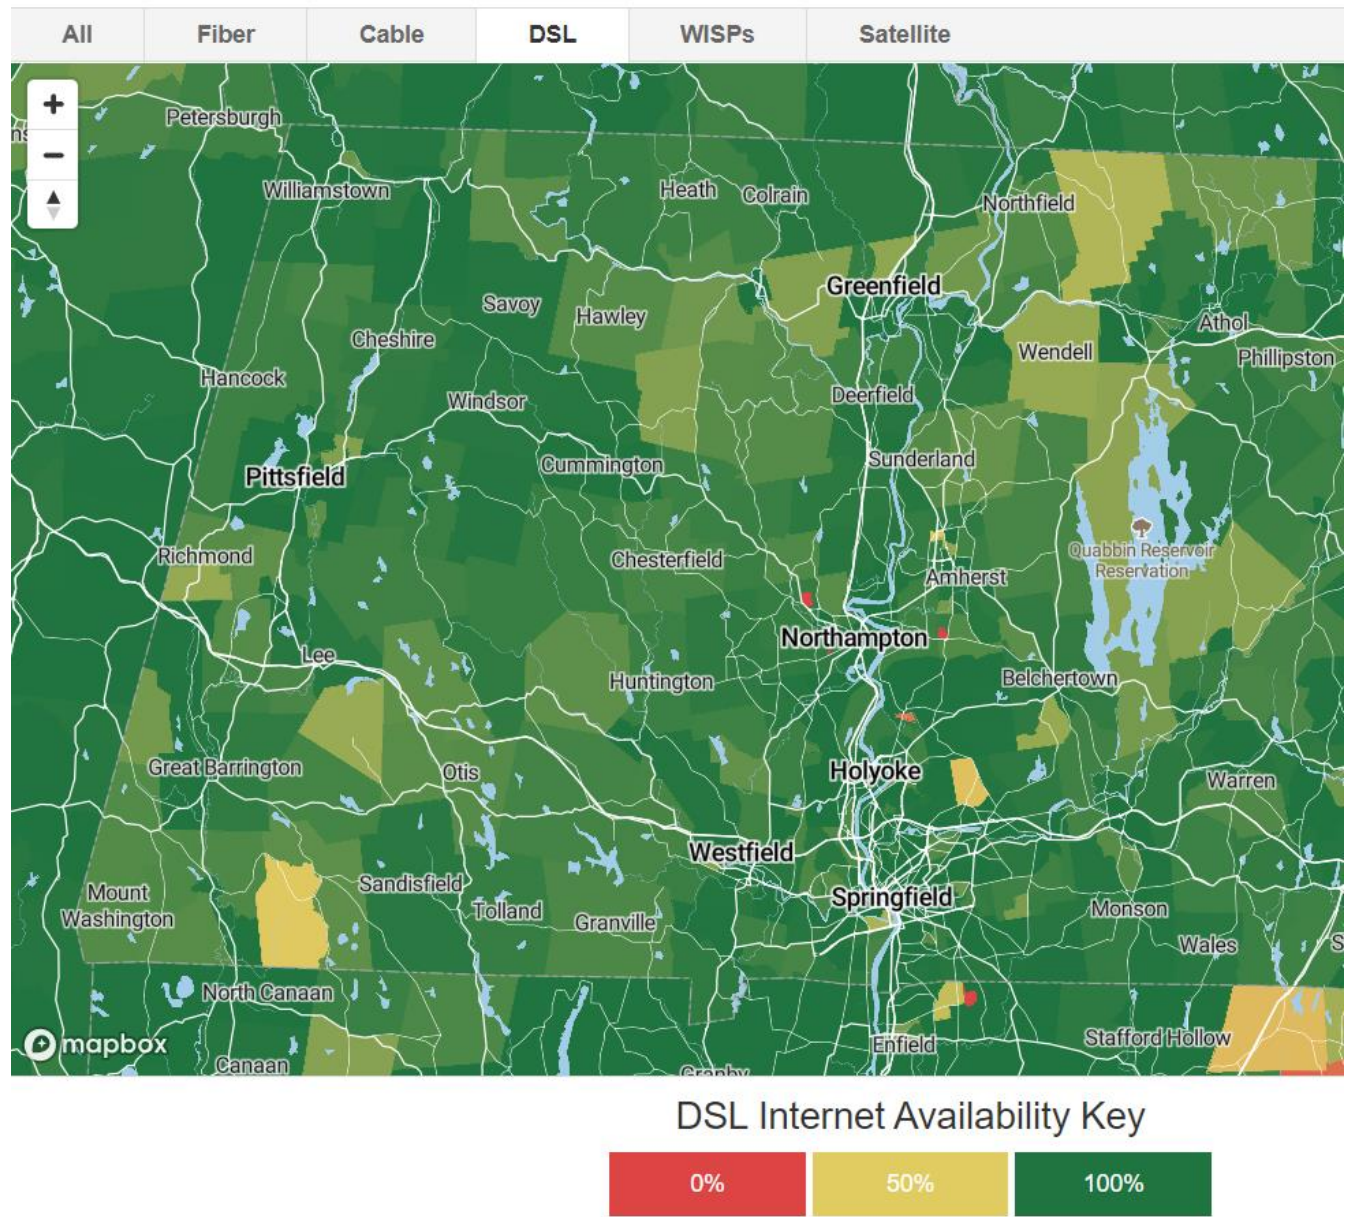 All Fiber Cable DSL WISPs Satellite
+
−
Petersburgh
Williamstown
Heath
Colrain
Northfield
Greenfield
Savoy
Hawley
Athol
Cheshire
Wendell
Phillipston
Hancock
Windsor
Deerfield
Pittsfield
Cummington
Sunderland
Richmond
Chesterfield
Quabbin Reservoir
Reservation
Amherst
Northampton
Lee
Huntington
Belchertown
Great Barrington
Otis
Holyoke
Warren
Westfield
Mount
Washington
Sandisfield
Tolland
Granville
Springfield
Monson
Wales
North Canaan
mapbox
Canaan
Enfield
Stafford Hollow
Granby
DSL Internet Availability Key
0% 50% 100%